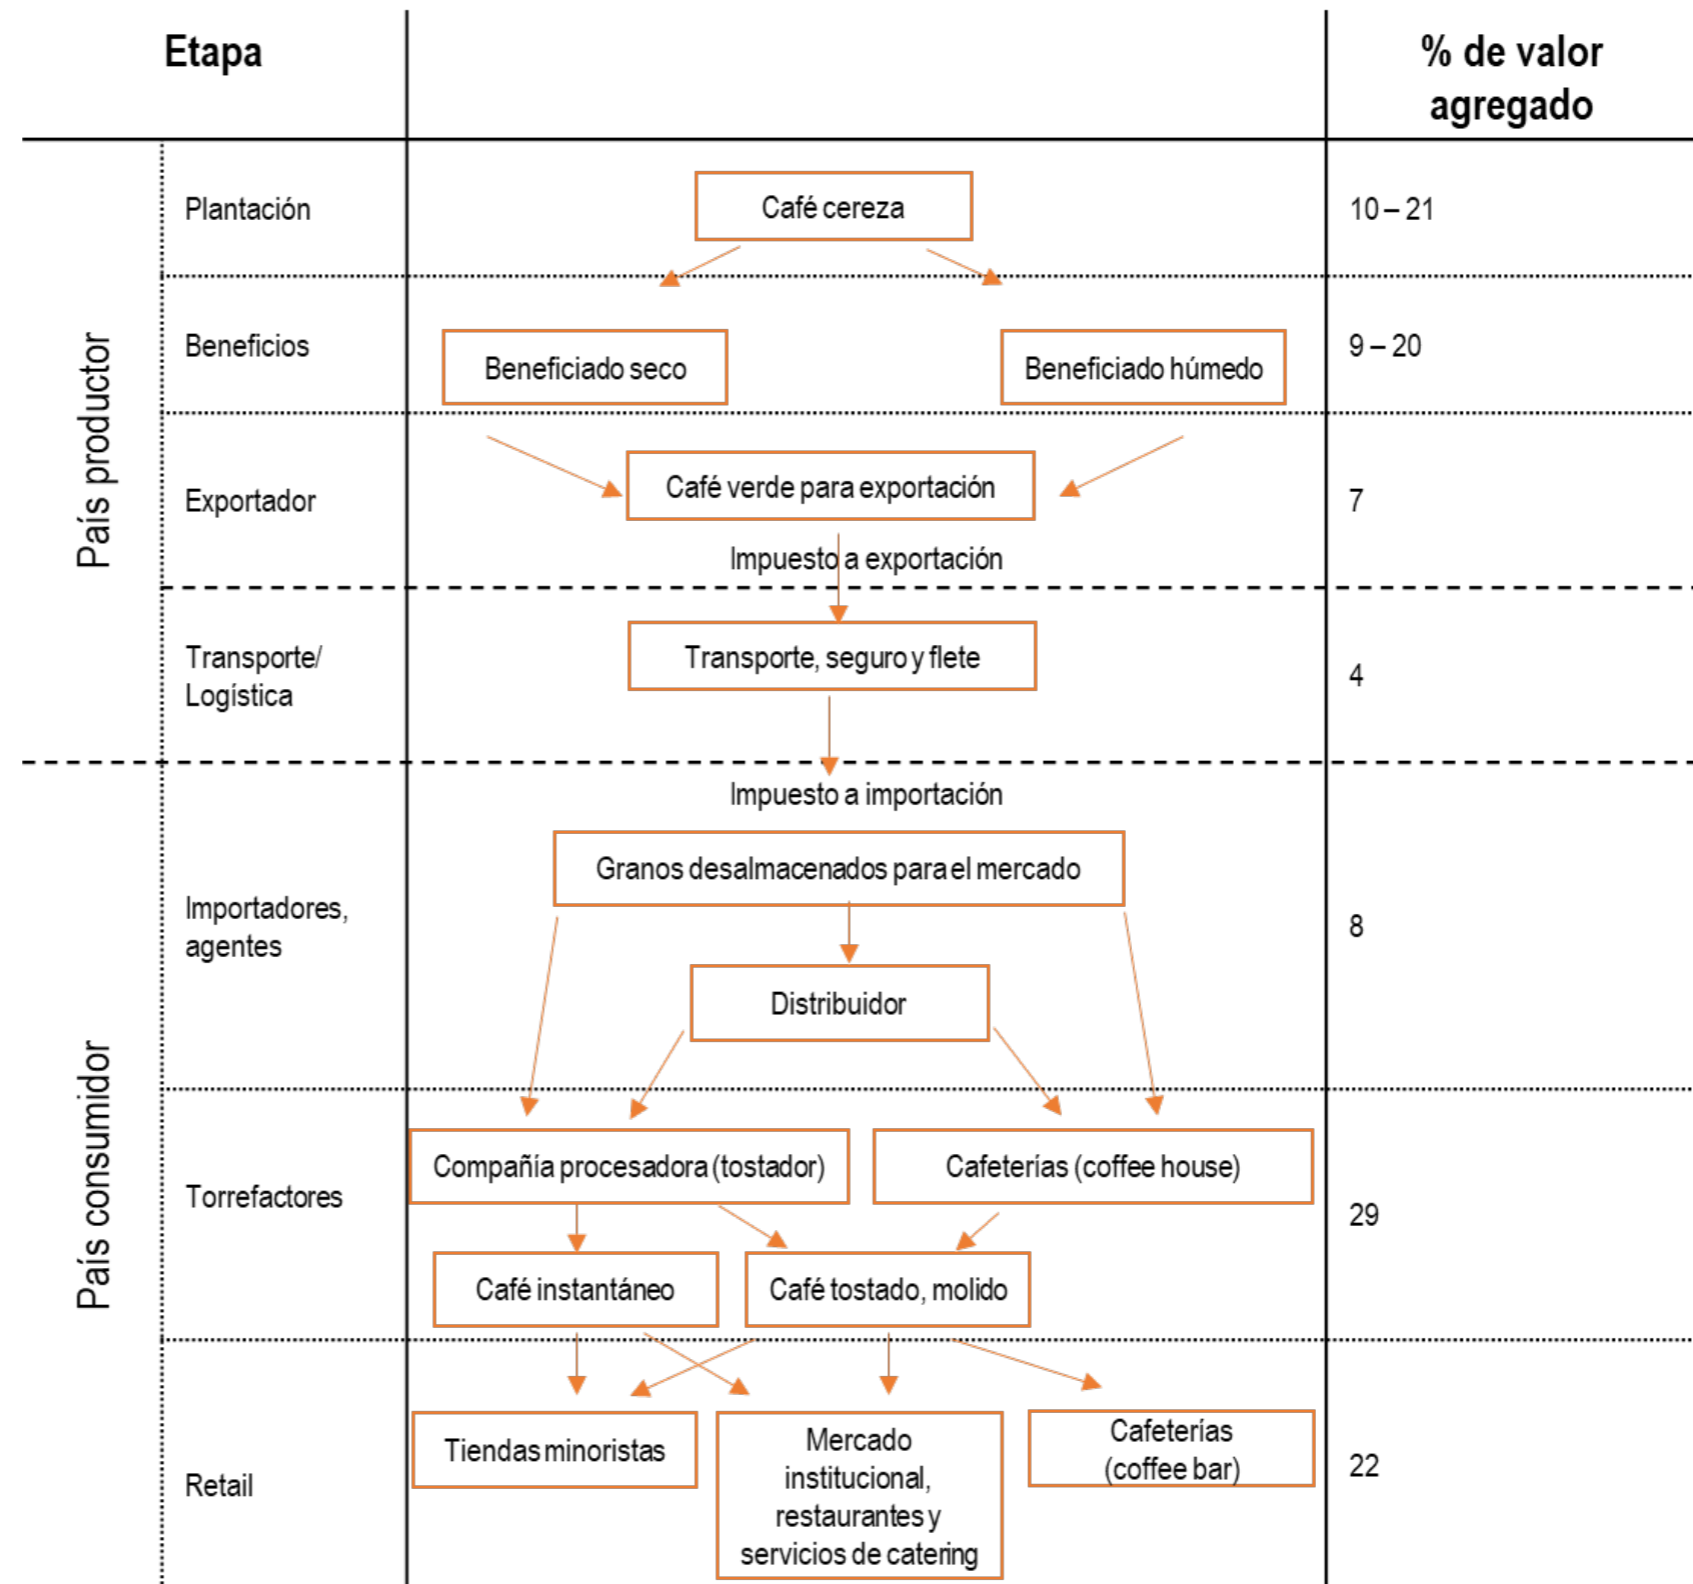 Etapa
% de valor
agregado
País productor
Plantación
Café cereza
10 – 21
Beneficios
Beneficiado seco
Beneficiado húmedo
9 – 20
Exportador
Café verde para exportación
7
Impuesto a exportación
Transporte/
Logística
Transporte, seguro y flete
4
País consumidor
Impuesto a importación
Granos desalmacenados para el mercado
Importadores,
agentes
8
Distribuidor
Compañía procesadora (tostador)
Cafeterías (coffee house)
Torrefactores
29
Café instantáneo
Café tostado, molido
Retail
Tiendas minoristas
Mercado
institucional,
restaurantes y
servicios de catering
Cafeterías
(coffee bar)
22